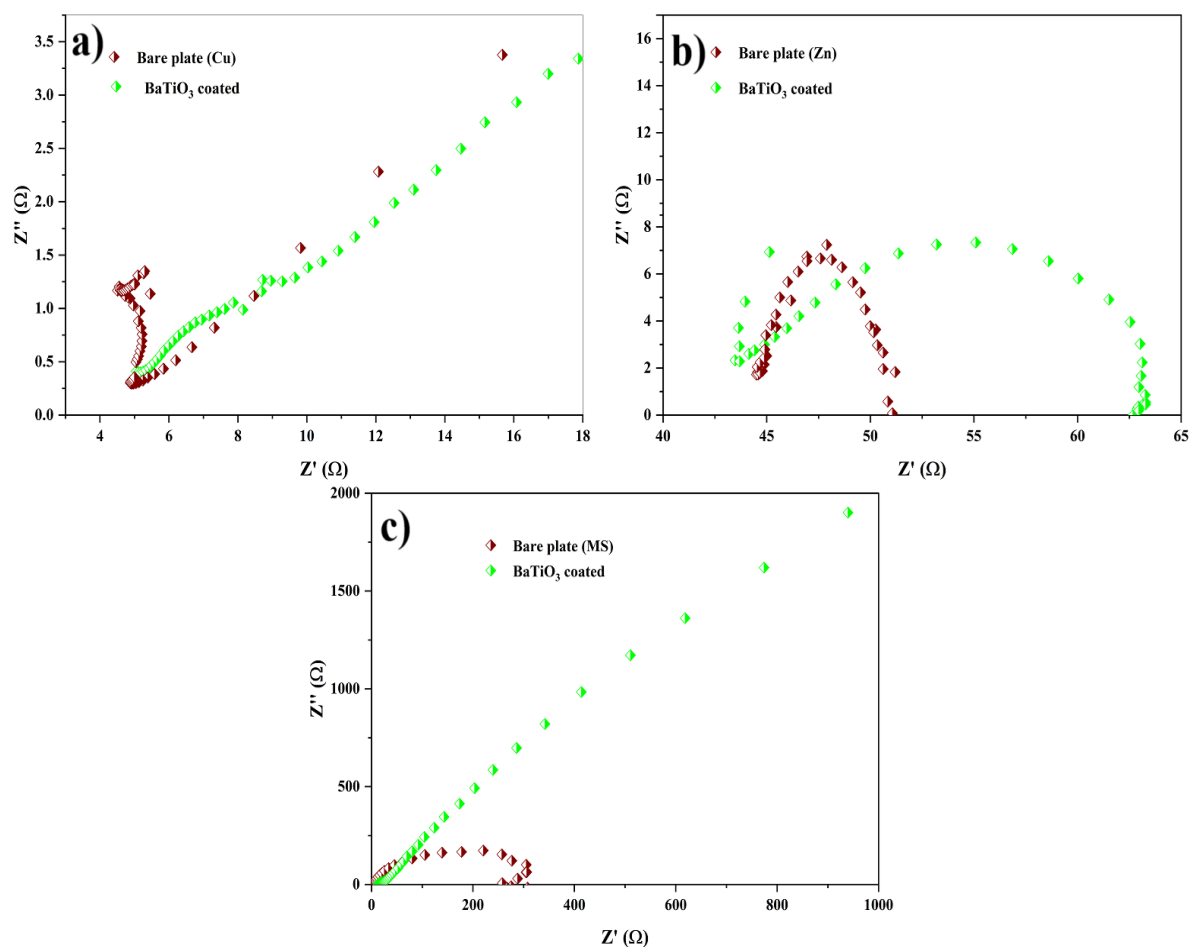 a)
Bare plate (Cu)
BaTiO₃ coated
3.5
3.0
2.5
2.0
1.5
1.0
0.5
0.0
Z'' (Ω)
4 6 8 10 12 14 16 18
Z' (Ω)
b)
Bare plate (Zn)
BaTiO₃ coated
16
14
12
10
8
6
4
2
0
Z'' (Ω)
40 45 50 55 60 65
Z' (Ω)
c)
Bare plate (MS)
BaTiO₃ coated
2000
1500
1000
500
0
Z'' (Ω)
0 200 400 600 800 1000
Z' (Ω)